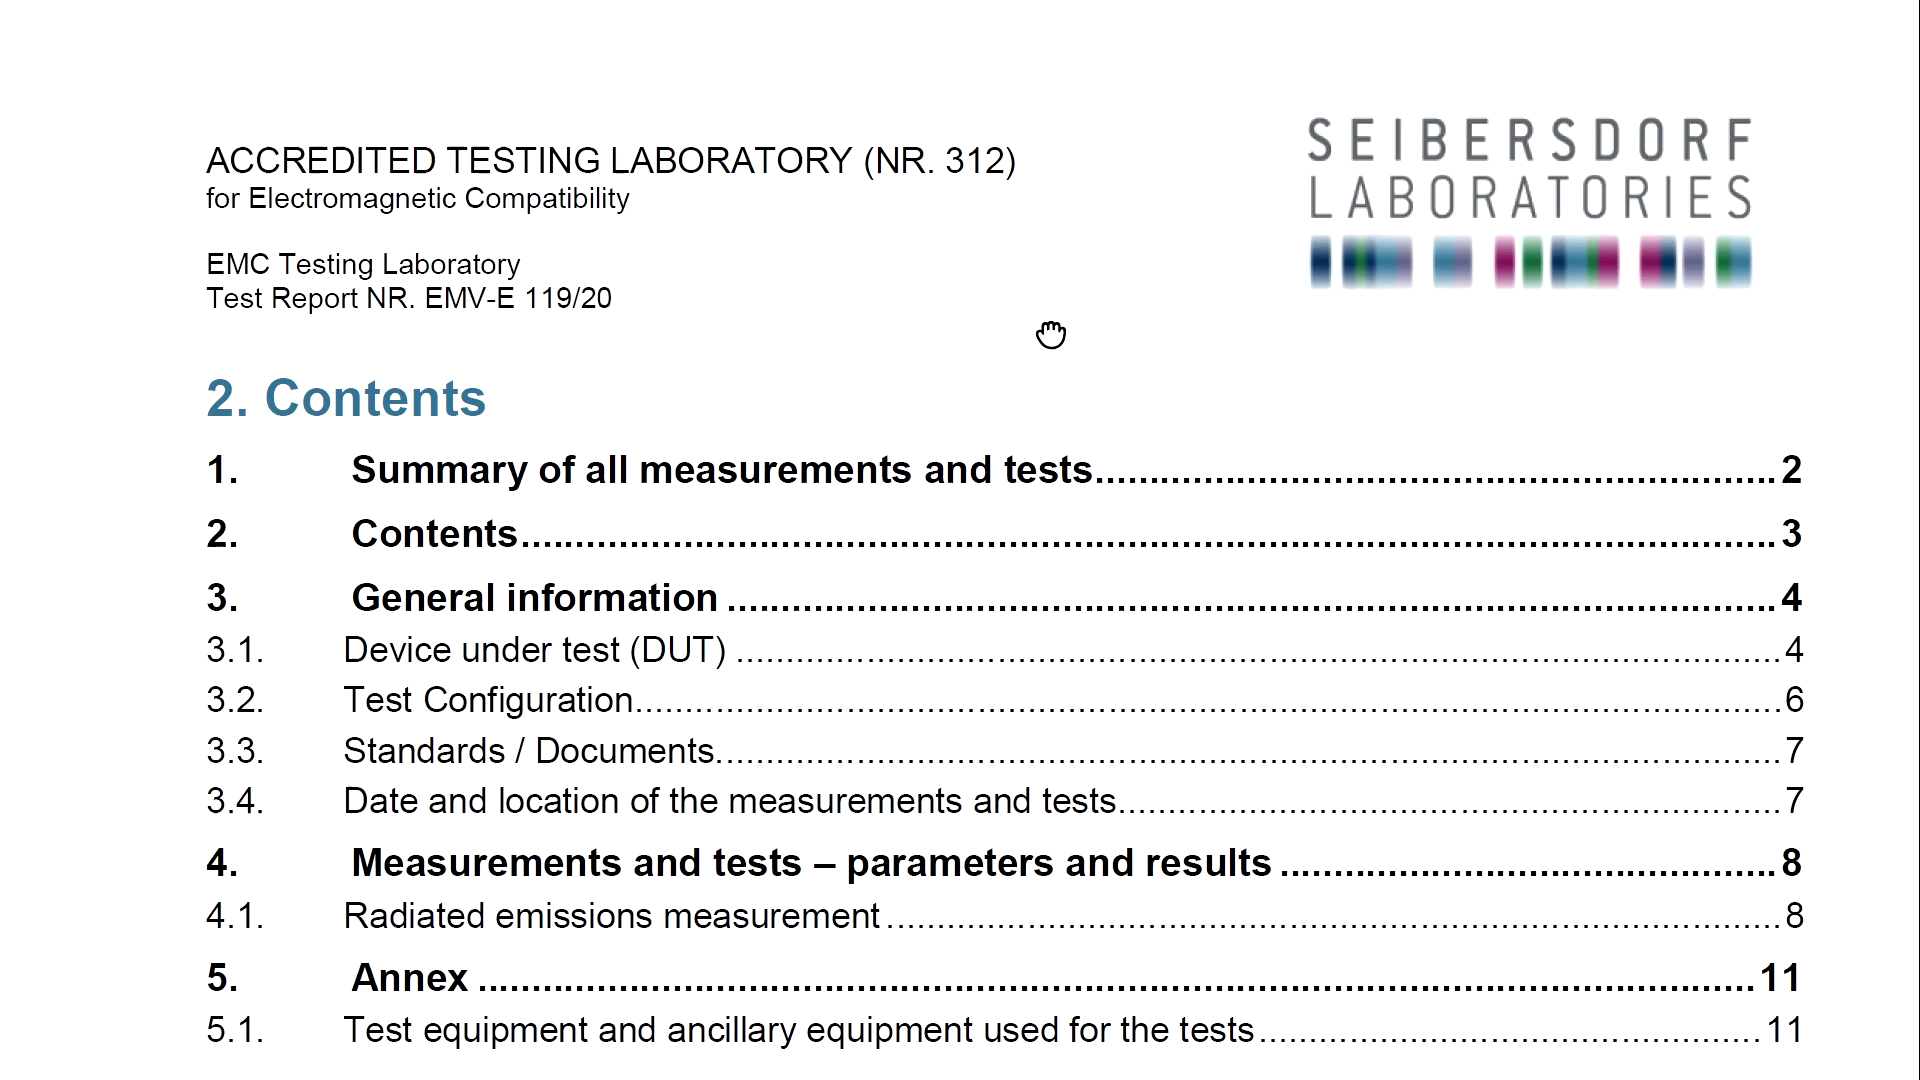 ACCREDITED TESTING LABORATORY (NR. 312)
for Electromagnetic Compatibility
EMC Testing Laboratory
Test Report NR. EMV-E 119/20
SEIBERSDORF
LABORATORIES
2. Contents
1. Summary of all measurements and tests 2
2. Contents 3
3. General information 4
3.1. Device under test (DUT) 4
3.2. Test Configuration 6
3.3. Standards / Documents 7
3.4. Date and location of the measurements and tests 7
4. Measurements and tests – parameters and results 8
4.1. Radiated emissions measurement 8
5. Annex 11
5.1. Test equipment and ancillary equipment used for the tests 11